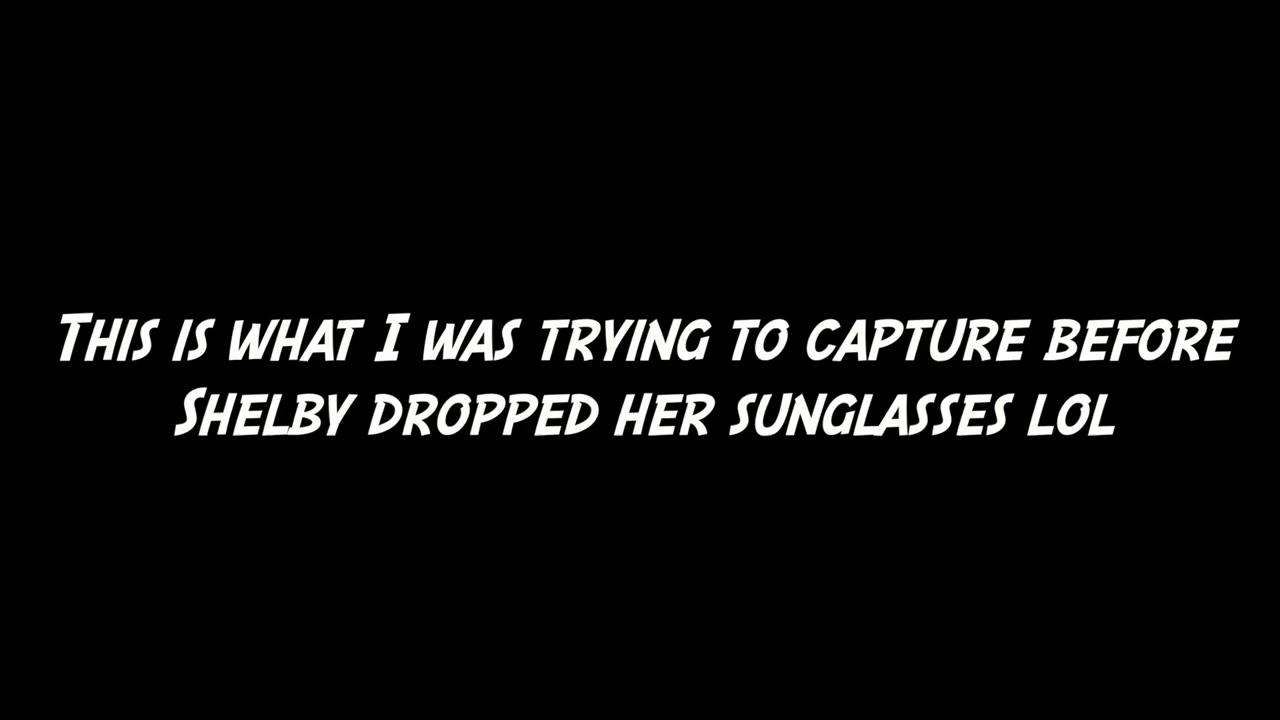 This is what I was trying to capture before
Shelby dropped her sunglasses lol